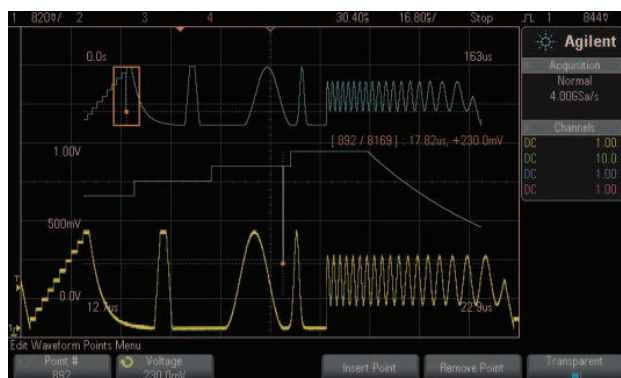 1 820▽/ 2 3 4 30.40s 16.80s/ Stop 1 844▽
Agilent
0.0s 163us
Acquisition
Normal
4.00GSa/s
[ 892 / 8169 ] : 17.82us, +230.0mV
Channels
DC 1.00:
DC 10.0:
DC 1.00:
DC 1.00:
1.00V
500mV
0.0V 12.7us 22.9us
Edit Waveform Points Menu
Point # Voltage Insert Point Remove Point Transparent
892 230.0mV